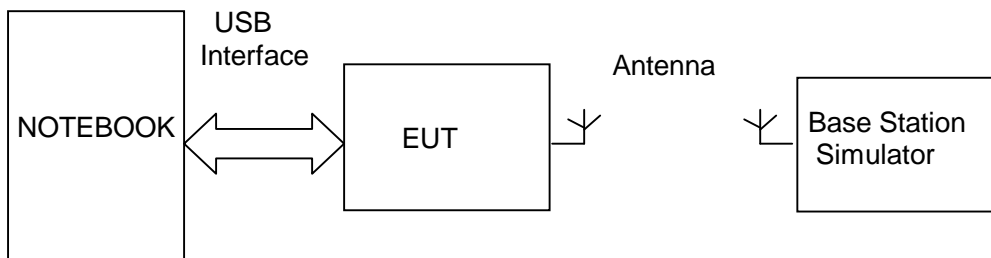 USB
Interface
Antenna
NOTEBOOK
EUT
Base Station
Simulator